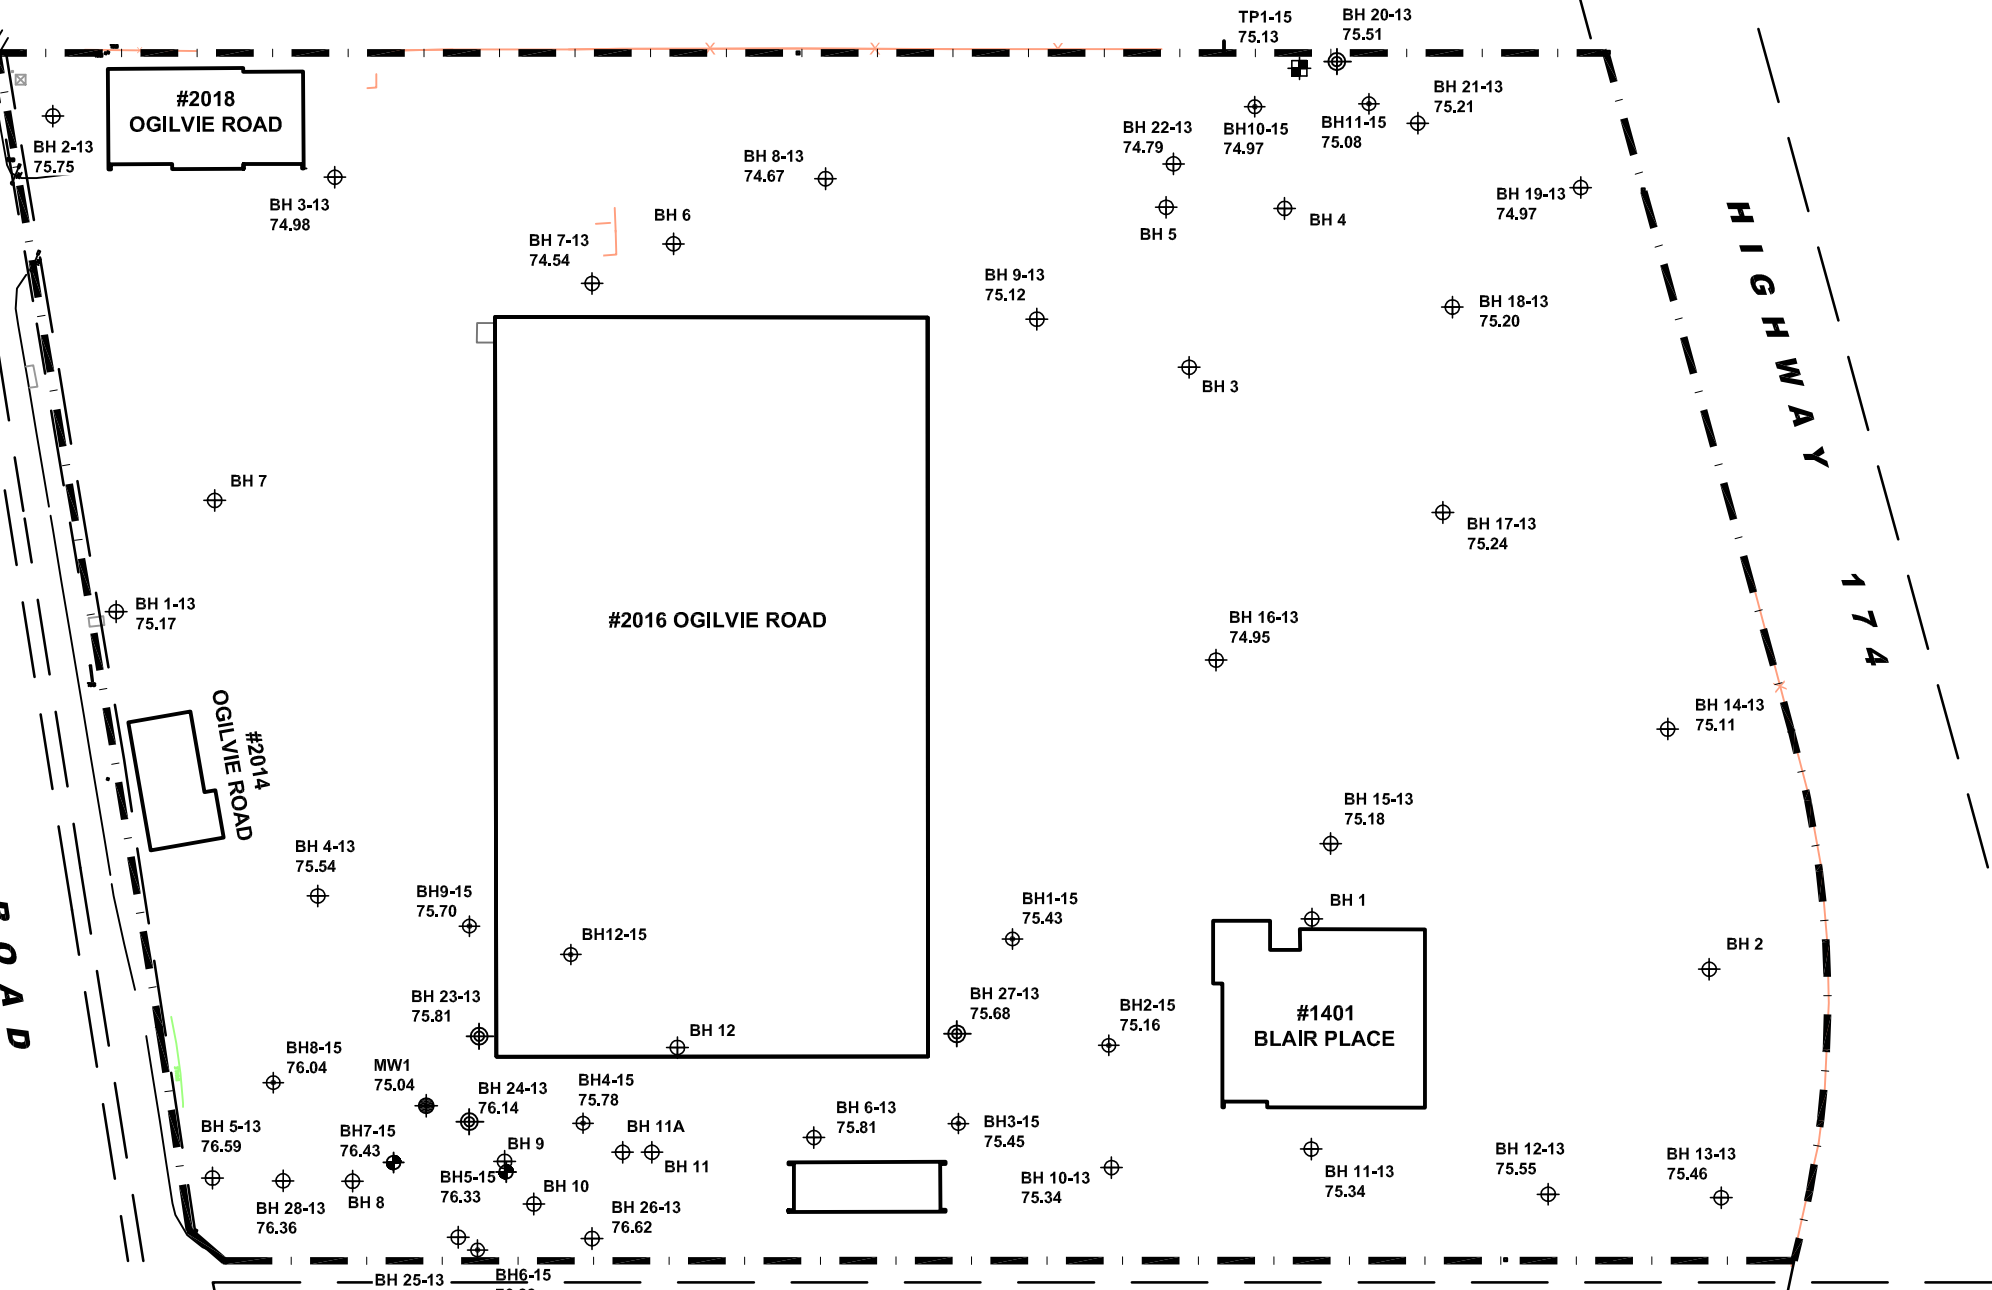 TP1-15
75.13
BH 20-13
75.51
#2018
OGILVIE ROAD
BH 2-13
75.75
BH 3-13
74.98
BH 8-13
74.67
BH 22-13
74.79
BH10-15
74.97
BH11-15
75.08
BH 21-13
75.21
BH 19-13
74.97
BH 7-13
74.54
BH 6
BH 5
BH 4
BH 9-13
75.12
BH 18-13
75.20
BH 3
HIGHWAY 174
BH 7
BH 17-13
75.24
BH 1-13
75.17
#2016 OGILVIE ROAD
BH 16-13
74.95
#2014
OGILVIE ROAD
BH 14-13
75.11
BH 15-13
75.18
BH 4-13
75.54
BH9-15
75.70
BH12-15
BH1-15
75.43
BH 1
BH 2
ROAD
BH 23-13
75.81
BH 12
BH 27-13
75.68
BH2-15
75.16
#1401
BLAIR PLACE
BH8-15
76.04
MW1
75.04
BH 24-13
76.14
BH4-15
75.78
BH 5-13
76.59
BH7-15
76.43
BH 9
BH 11A
BH 11
BH 6-13
75.81
BH3-15
75.45
BH 28-13
76.36
BH 8
BH5-15
76.33
BH 10
BH 26-13
76.62
BH 10-13
75.34
BH 11-13
75.34
BH 12-13
75.55
BH 13-13
75.46
BH 25-13
BH6-15